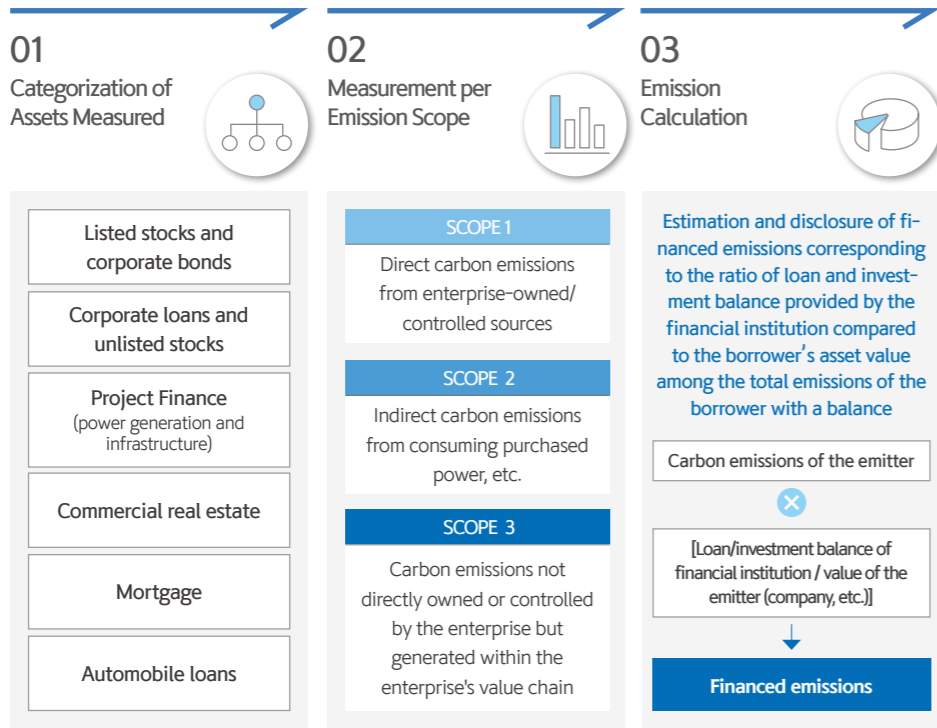 01
Categorization of
Assets Measured
Listed stocks and
corporate bonds
Corporate loans and
unlisted stocks
Project Finance
(power generation and
infrastructure)
Commercial real estate
Mortgage
Automobile loans
02
Measurement per
Emission Scope
SCOPE 1
Direct carbon emissions
from enterprise-owned/
controlled sources
SCOPE 2
Indirect carbon emissions
from consuming purchased
power, etc.
SCOPE 3
Carbon emissions not
directly owned or controlled
by the enterprise but
generated within the
enterprise's value chain
03
Emission
Calculation
Estimation and disclosure of fi-
nanced emissions corresponding
to the ratio of loan and invest-
ment balance provided by the
financial institution compared
to the borrower's asset value
among the total emissions of the
borrower with a balance
Carbon emissions of the emitter
[Loan/investment balance of
financial institution / value of the
emitter (company, etc.)]
Financed emissions